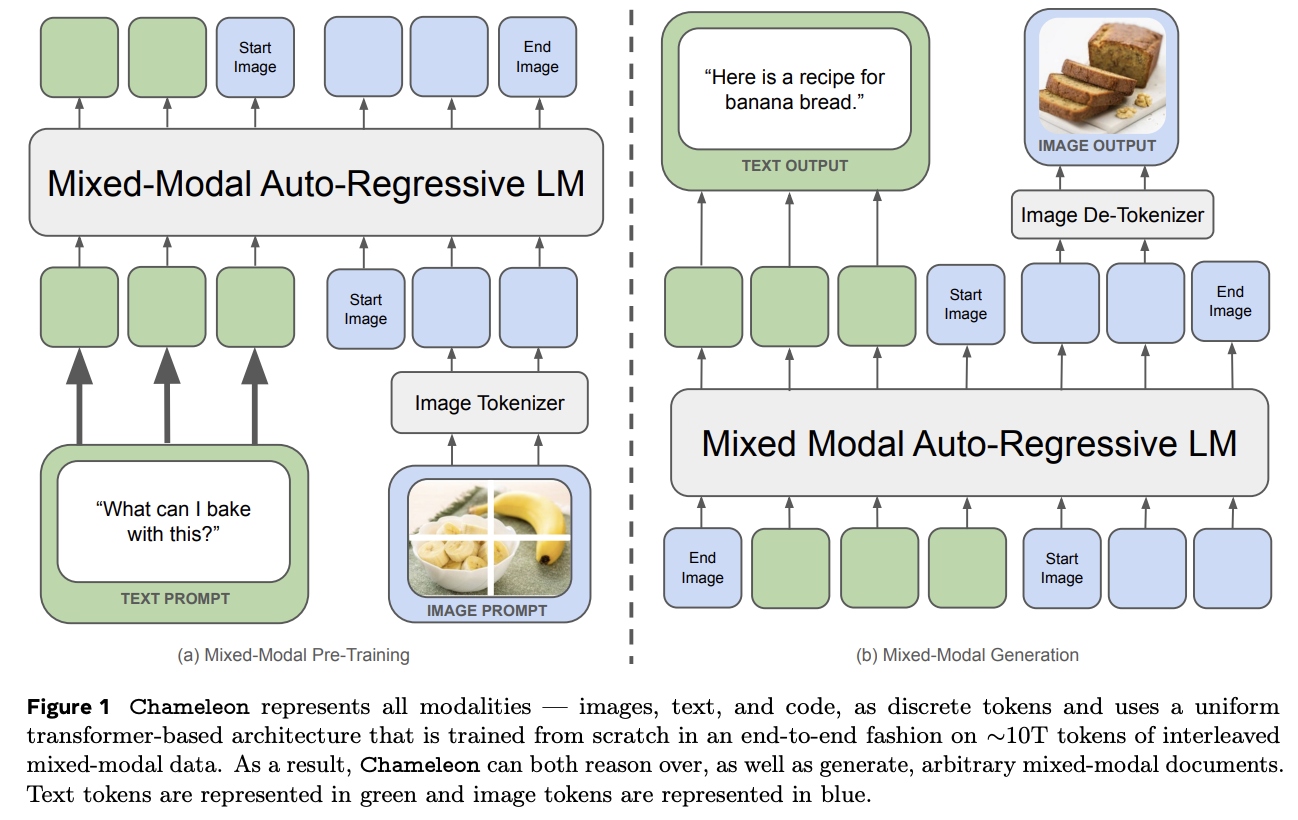 Start
Image
End
Image
Mixed-Modal Auto-Regressive LM
Start
Image
Image Tokenizer
“What can I bake
with this?”
TEXT PROMPT
IMAGE PROMPT
(a) Mixed-Modal Pre-Training
“Here is a recipe for
banana bread.”
TEXT OUTPUT
IMAGE OUTPUT
Image De-Tokenizer
Start
Image
End
Image
Mixed Modal Auto-Regressive LM
End
Image
Start
Image
(b) Mixed-Modal Generation
Figure 1 Chameleon represents all modalities — images, text, and code, as discrete tokens and uses a uniform
transformer-based architecture that is trained from scratch in an end-to-end fashion on ∼10T tokens of interleaved
mixed-modal data. As a result, Chameleon can both reason over, as well as generate, arbitrary mixed-modal documents.
Text tokens are represented in green and image tokens are represented in blue.